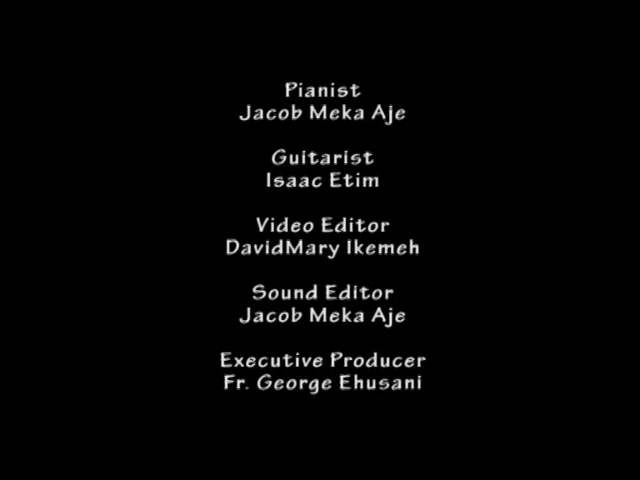 Pianist
Jacob Meka Aje
Guitarist
Isaac Etim
Video Editor
DavidMary Ikemeh
Sound Editor
Jacob Meka Aje
Executive Producer
Fr. George Ehusani